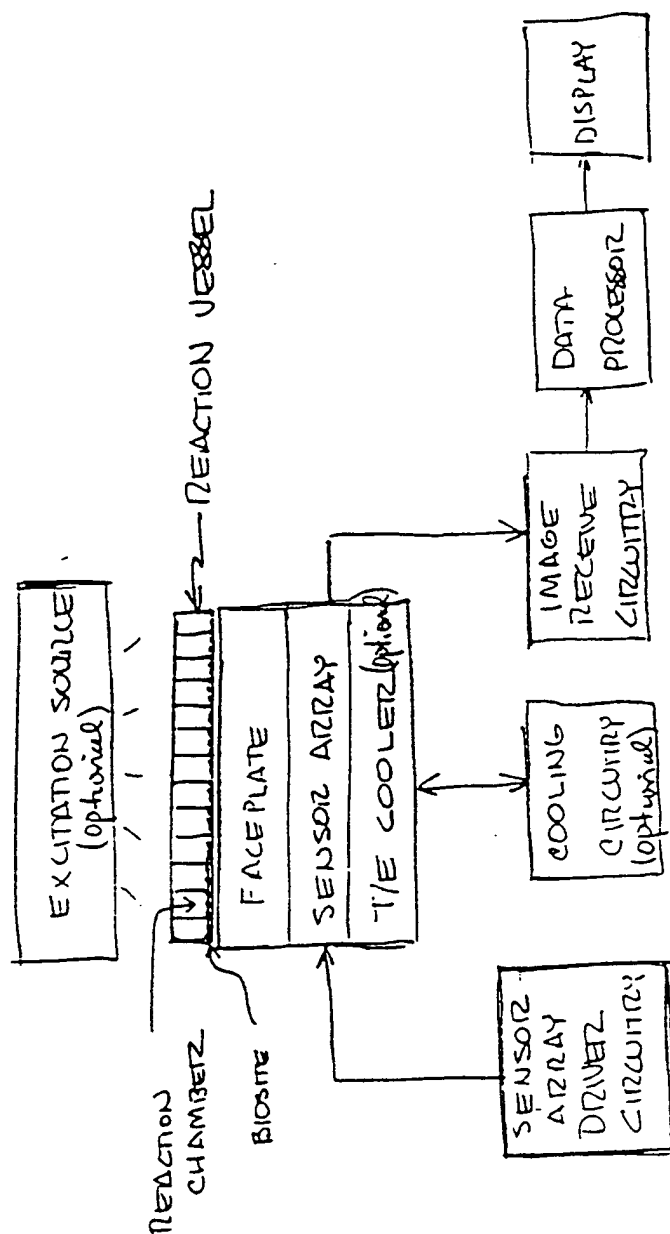 EXCITATION SOURCE
(optional)
REACTION VESSEL
REACTION
CHAMBER
BIOSITE
FACEPLATE
SENSOR ARRAY
T/E COOLER (optional)
SENSOR
ARRAY
DRIVER
CIRCUITRY
COOLING
CIRCUITRY
(optional)
IMAGE
RECEIVE
CIRCUITRY
DATA
PROCESSOR
DISPLAY